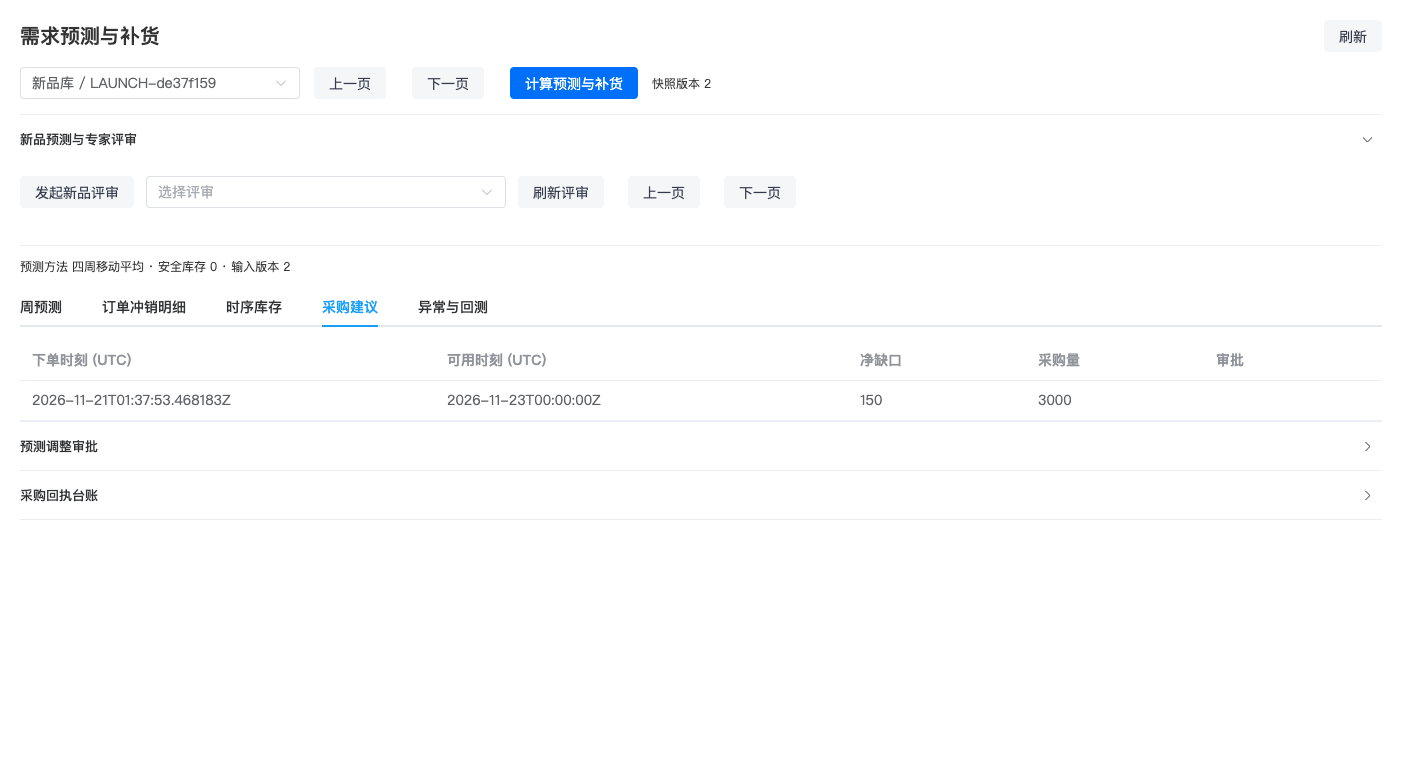 需求预测与补货
刷新
新品库 / LAUNCH-de37f159
上一页
下一页
计算预测与补货
快照版本 2
新品预测与专家评审
发起新品评审
选择评审
刷新评审
上一页
下一页
预测方法 四周移动平均 · 安全库存 0 · 输入版本 2
周预测
订单冲销明细
时序库存
采购建议
异常与回测
下单时刻 (UTC)
可用时刻 (UTC)
净缺口
采购量
审批
2026-11-21T01:37:53.468183Z
2026-11-23T00:00:00Z
150
3000
预测调整审批
采购回执台账